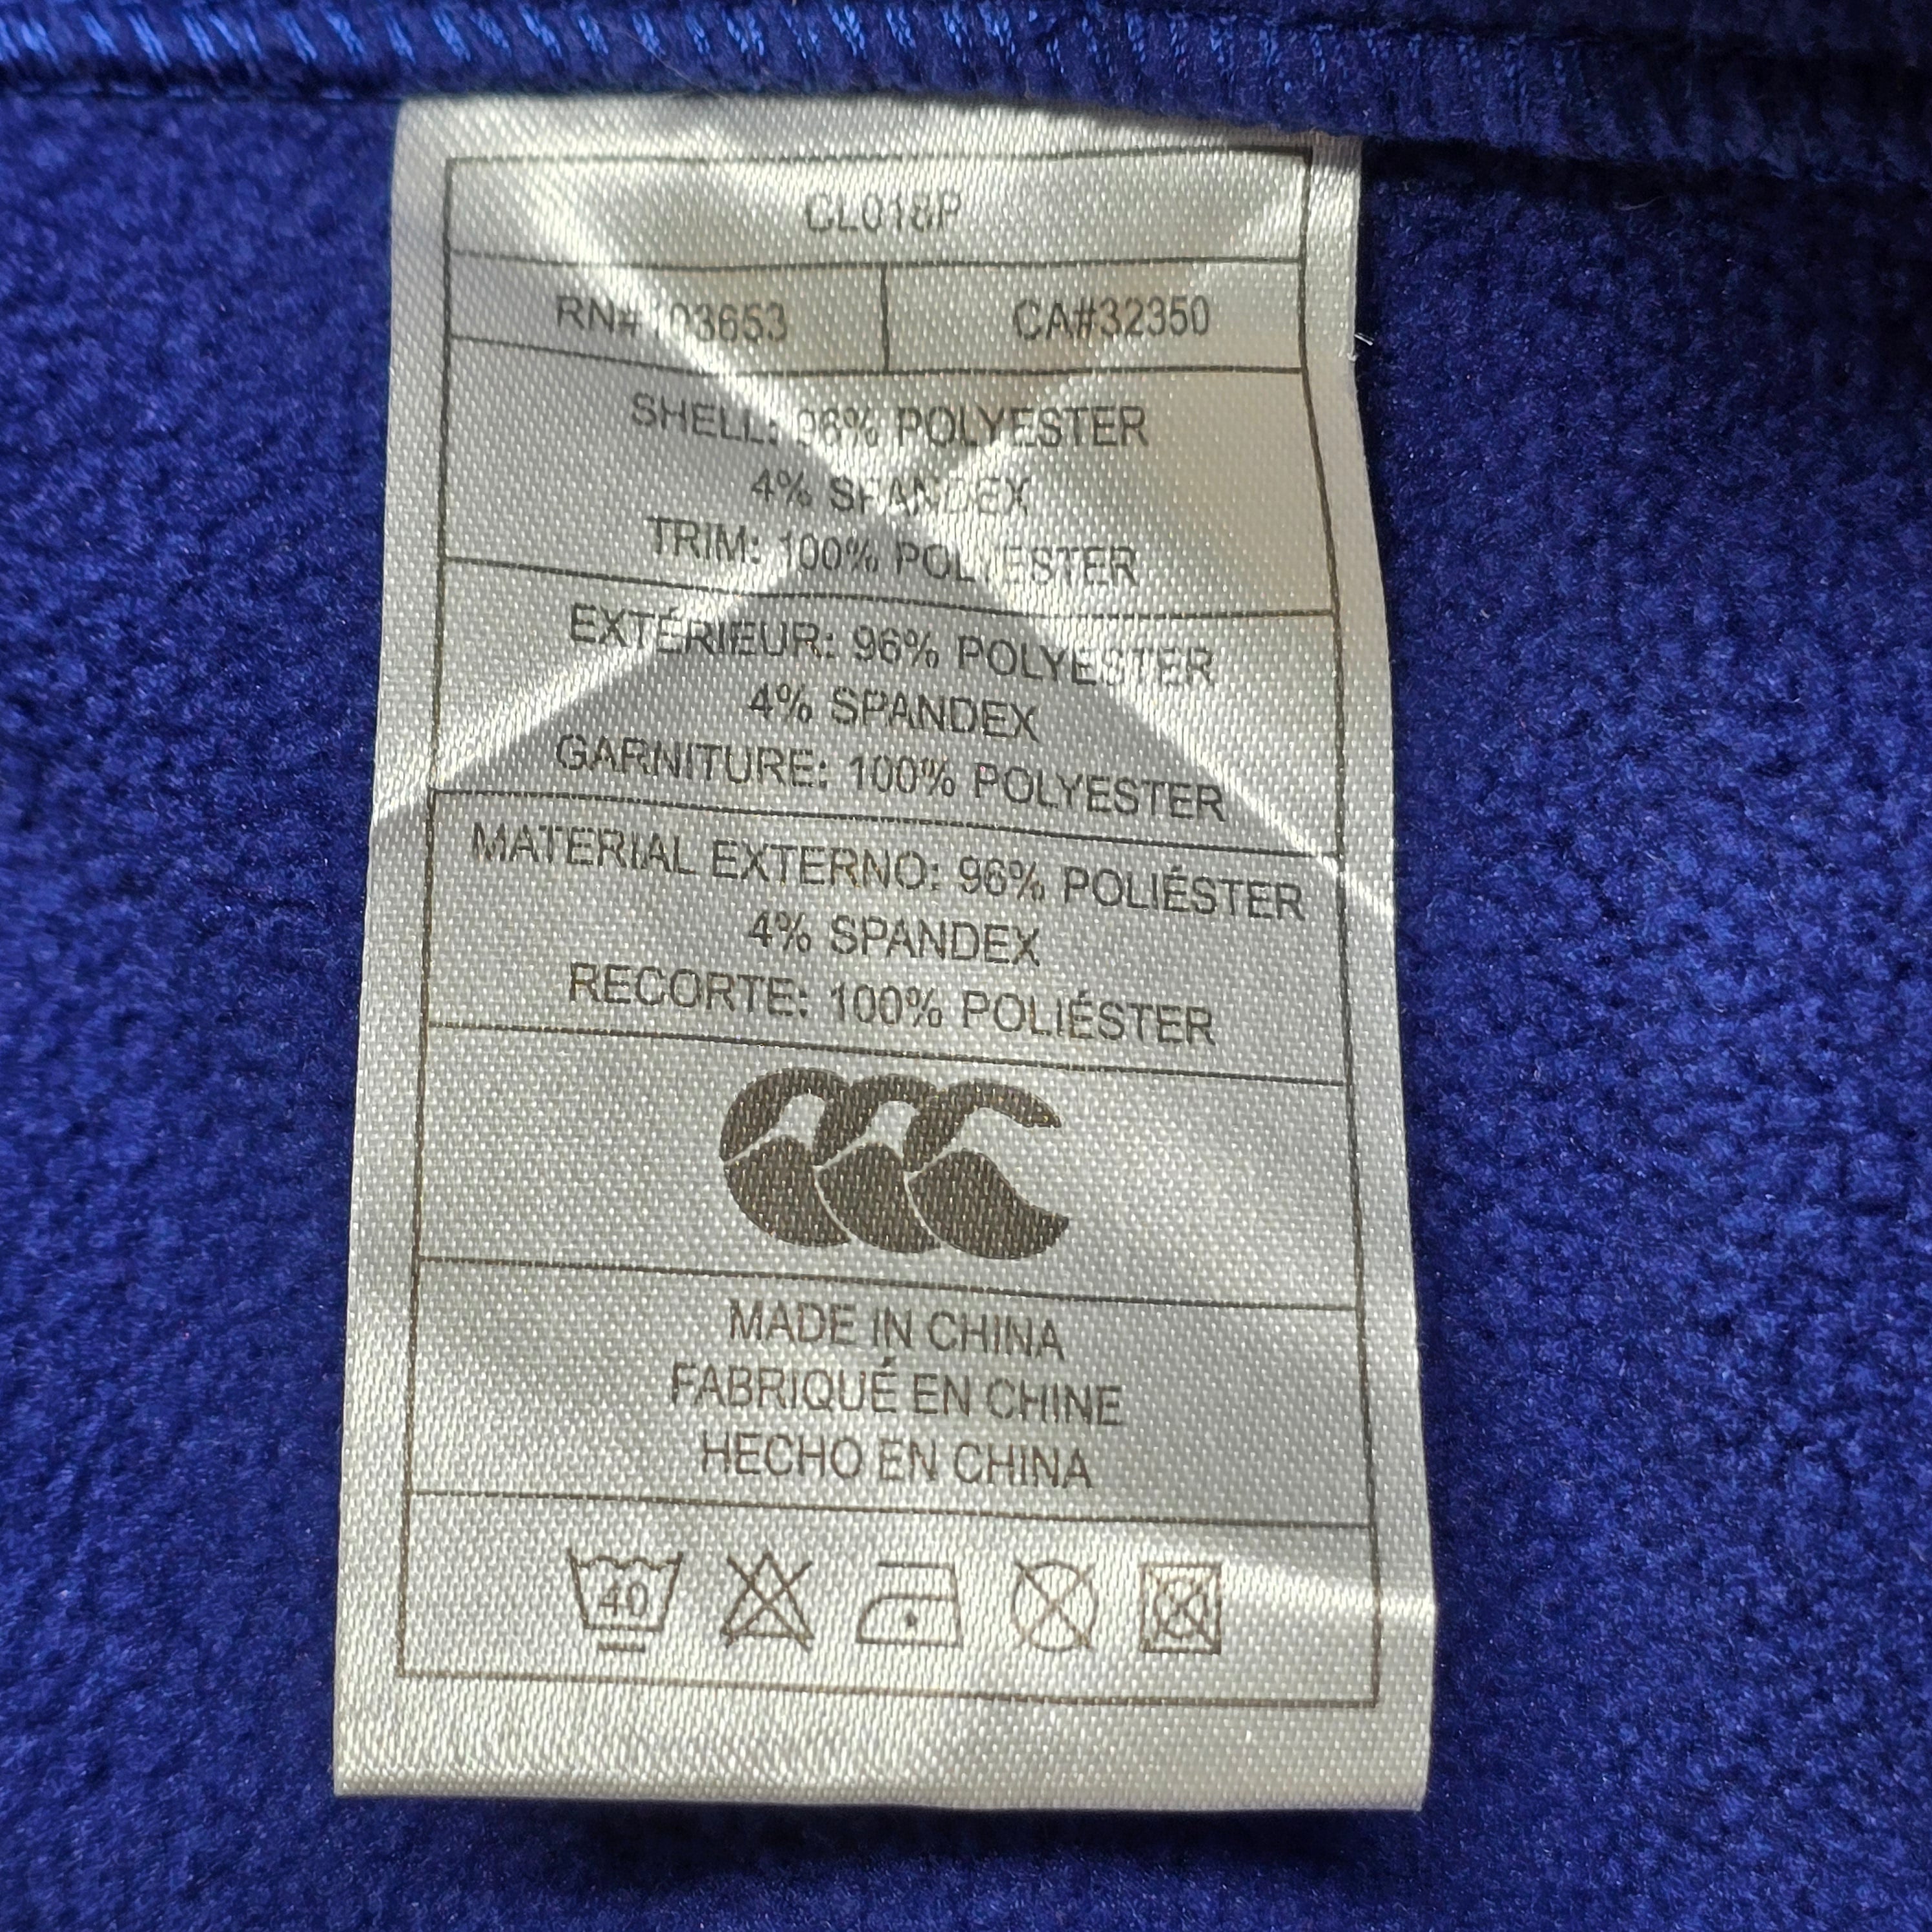 CL018P
RN#103653 CA#32350
SHELL: 96% POLYESTER
4% SPANDEX
TRIM: 100% POLYESTER
EXTÉRIEUR: 96% POLYESTER
4% SPANDEX
GARNITURE: 100% POLYESTER
MATERIAL EXTERNO: 96% POLIÉSTER
4% SPANDEX
RECORTE: 100% POLIÉSTER
MADE IN CHINA
FABRIQUÉ EN CHINE
HECHO EN CHINA
40